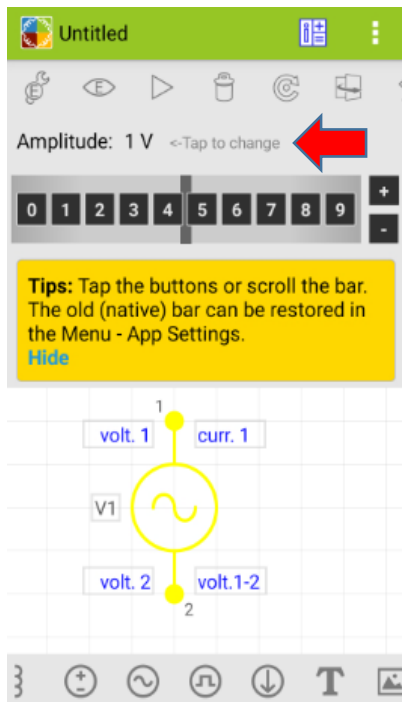 Untitled
Amplitude: 1 V <-Tap to change
0 1 2 3 4 5 6 7 8 9
+
-
Tips: Tap the buttons or scroll the bar.
The old (native) bar can be restored in
the Menu - App Settings.
Hide
1
volt. 1 curr. 1
V1
volt. 2 volt.1-2
2
T